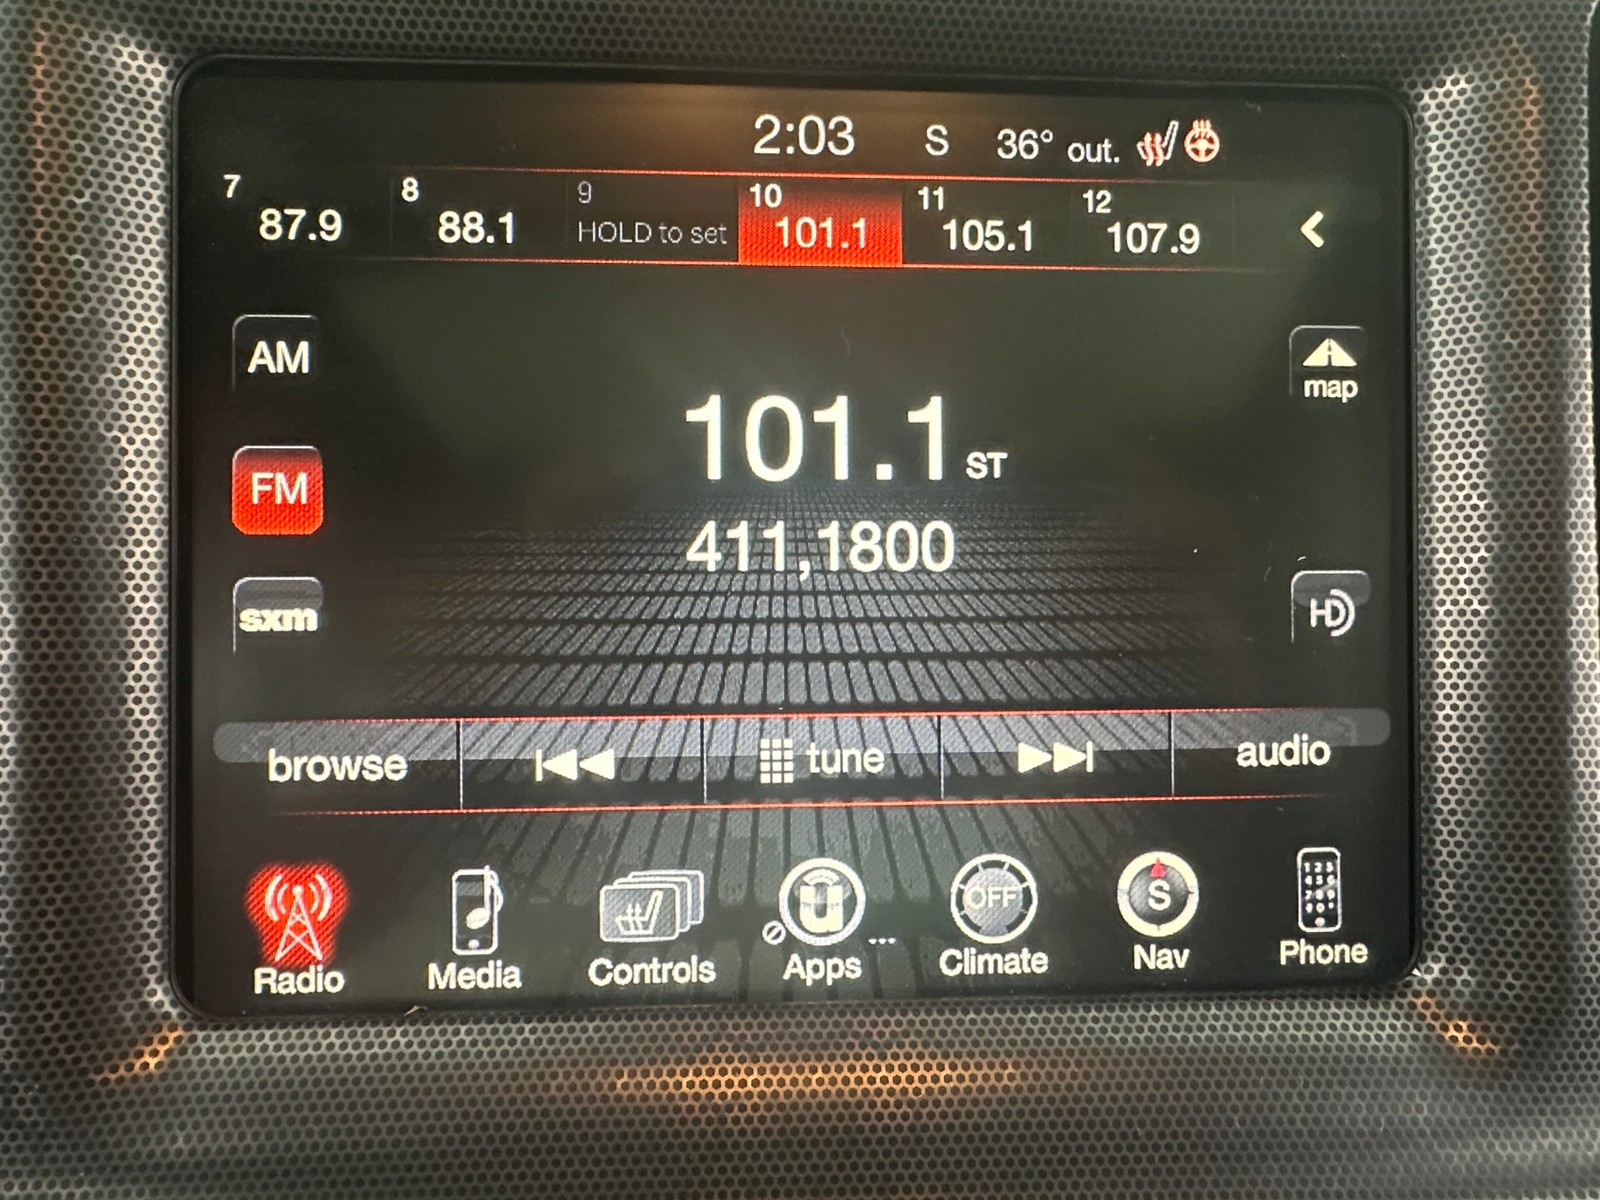 2:03 S 36° out.
7 8 9 10 11 12
87.9 88.1 HOLD to set 101.1 105.1 107.9
AM
map
101.1 ST
FM
411,1800
sxm
HD
browse tune audio
OFF S
Radio Media Controls Apps Climate Nav Phone